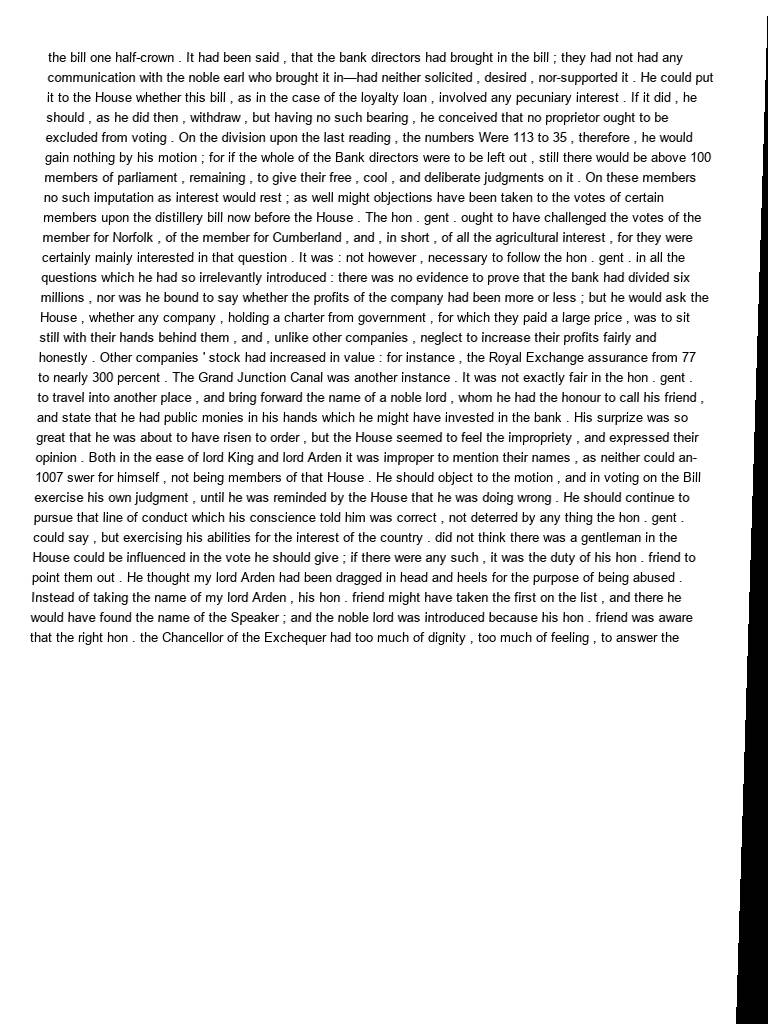 the bill one half-crown . It had been said , that the bank directors had brought in the bill ; they had not had any
communication with the noble earl who brought it in—had neither solicited , desired , nor-supported it . He could put
it to the House whether this bill , as in the case of the loyalty loan , involved any pecuniary interest . If it did , he
should , as he did then , withdraw , but having no such bearing , he conceived that no proprietor ought to be
excluded from voting . On the division upon the last reading , the numbers Were 113 to 35 , therefore , he would
gain nothing by his motion ; for if the whole of the Bank directors were to be left out , still there would be above 100
members of parliament , remaining , to give their free , cool , and deliberate judgments on it . On these members
no such imputation as interest would rest ; as well might objections have been taken to the votes of certain
members upon the distillery bill now before the House . The hon . gent . ought to have challenged the votes of the
member for Norfolk , of the member for Cumberland , and , in short , of all the agricultural interest , for they were
certainly mainly interested in that question . It was : not however , necessary to follow the hon . gent . in all the
questions which he had so irrelevantly introduced : there was no evidence to prove that the bank had divided six
millions , nor was he bound to say whether the profits of the company had been more or less ; but he would ask the
House , whether any company , holding a charter from government , for which they paid a large price , was to sit
still with their hands behind them , and , unlike other companies , neglect to increase their profits fairly and
honestly . Other companies ' stock had increased in value : for instance , the Royal Exchange assurance from 77
to nearly 300 percent . The Grand Junction Canal was another instance . It was not exactly fair in the hon . gent .
to travel into another place , and bring forward the name of a noble lord , whom he had the honour to call his friend ,
and state that he had public monies in his hands which he might have invested in the bank . His surprize was so
great that he was about to have risen to order , but the House seemed to feel the impropriety , and expressed their
opinion . Both in the ease of lord King and lord Arden it was improper to mention their names , as neither could an-
1007 swer for himself , not being members of that House . He should object to the motion , and in voting on the Bill
exercise his own judgment , until he was reminded by the House that he was doing wrong . He should continue to
pursue that line of conduct which his conscience told him was correct , not deterred by any thing the hon . gent .
could say , but exercising his abilities for the interest of the country . did not think there was a gentleman in the
House could be influenced in the vote he should give ; if there were any such , it was the duty of his hon . friend to
point them out . He thought my lord Arden had been dragged in head and heels for the purpose of being abused .
Instead of taking the name of my lord Arden , his hon . friend might have taken the first on the list , and there he
would have found the name of the Speaker ; and the noble lord was introduced because his hon . friend was aware
that the right hon . the Chancellor of the Exchequer had too much of dignity , too much of feeling , to answer the